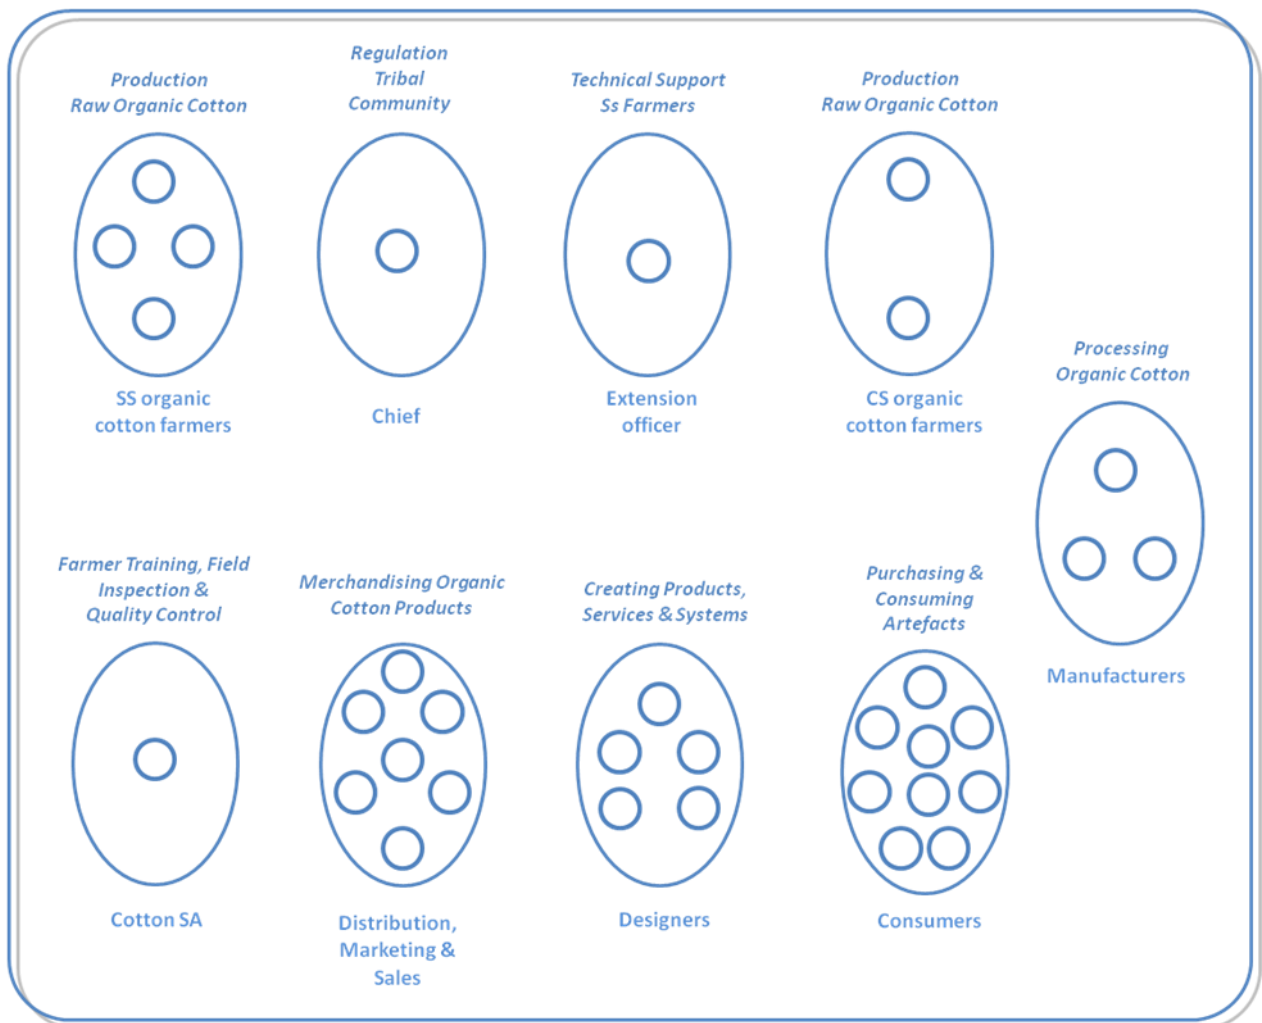 Production
Raw Organic Cotton
Regulation
Tribal
Community
Technical Support
Ss Farmers
Production
Raw Organic Cotton
SS organic
cotton farmers
Chief
Extension
officer
CS organic
cotton farmers
Processing
Organic Cotton
Manufacturers
Farmer Training, Field
Inspection &
Quality Control
Merchandising Organic
Cotton Products
Creating Products,
Services & Systems
Purchasing &
Consuming
Artefacts
Cotton SA
Distribution,
Marketing &
Sales
Designers
Consumers